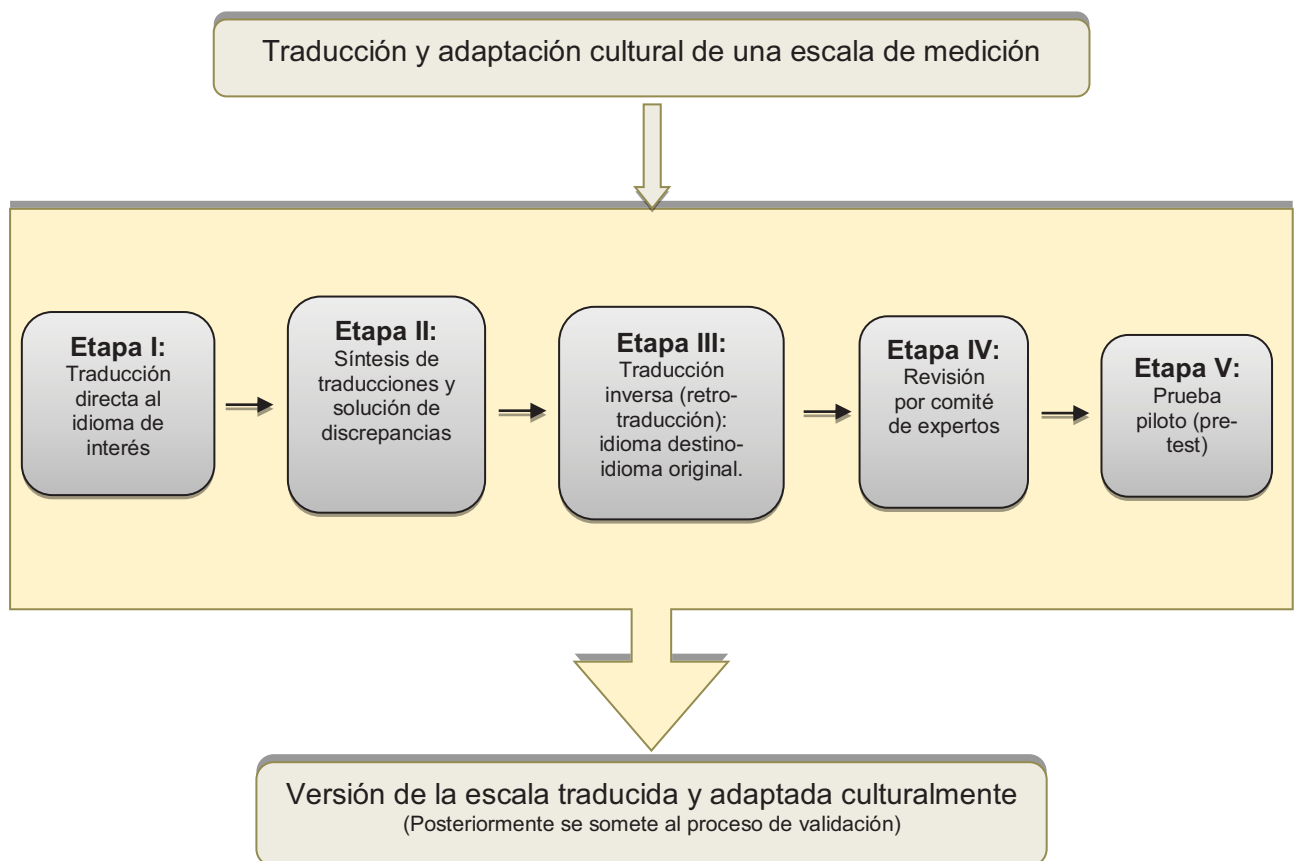 Traducción y adaptación cultural de una escala de medición
Etapa I:
Traducción
directa al
idioma de
interés
Etapa II:
Síntesis de
traducciones y
solución de
discrepancias
Etapa III:
Traducción
inversa (retro-
traducción):
idioma destino-
idioma original.
Etapa IV:
Revisión
por comité
de expertos
Etapa V:
Prueba
piloto (pre-
test)
Versión de la escala traducida y adaptada culturalmente
(Posteriormente se somete al proceso de validación)